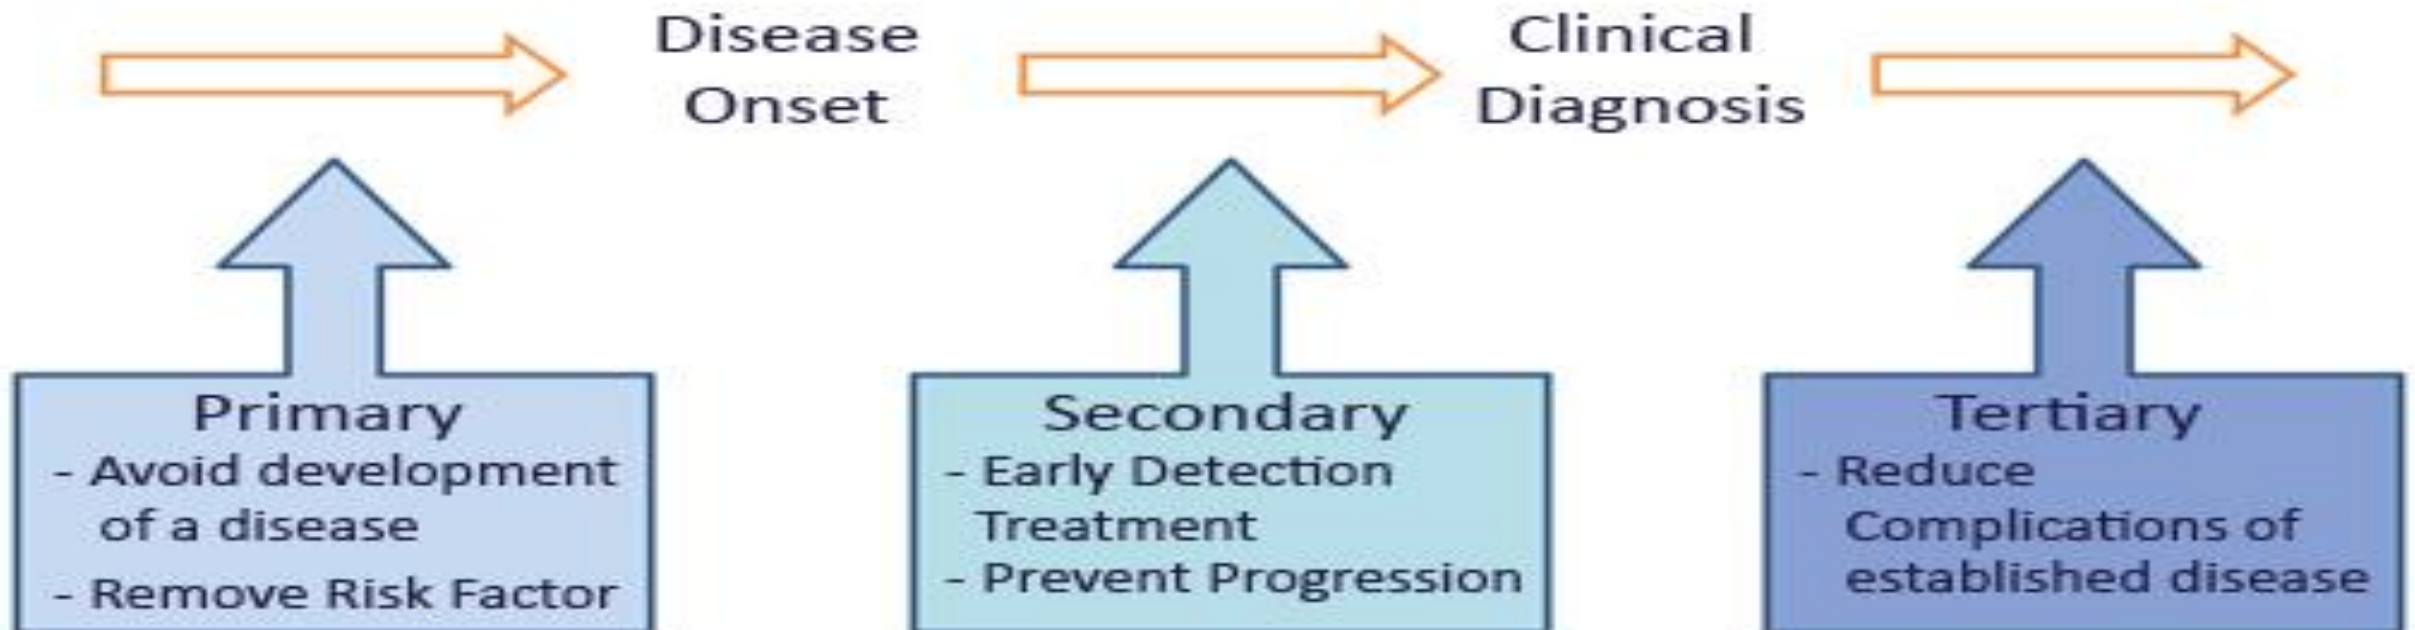 Disease
Onset
Clinical
Diagnosis
Primary
- Avoid development
of a disease
- Remove Risk Factor
Secondary
- Early Detection
Treatment
- Prevent Progression
Tertiary
- Reduce
Complications of
established disease